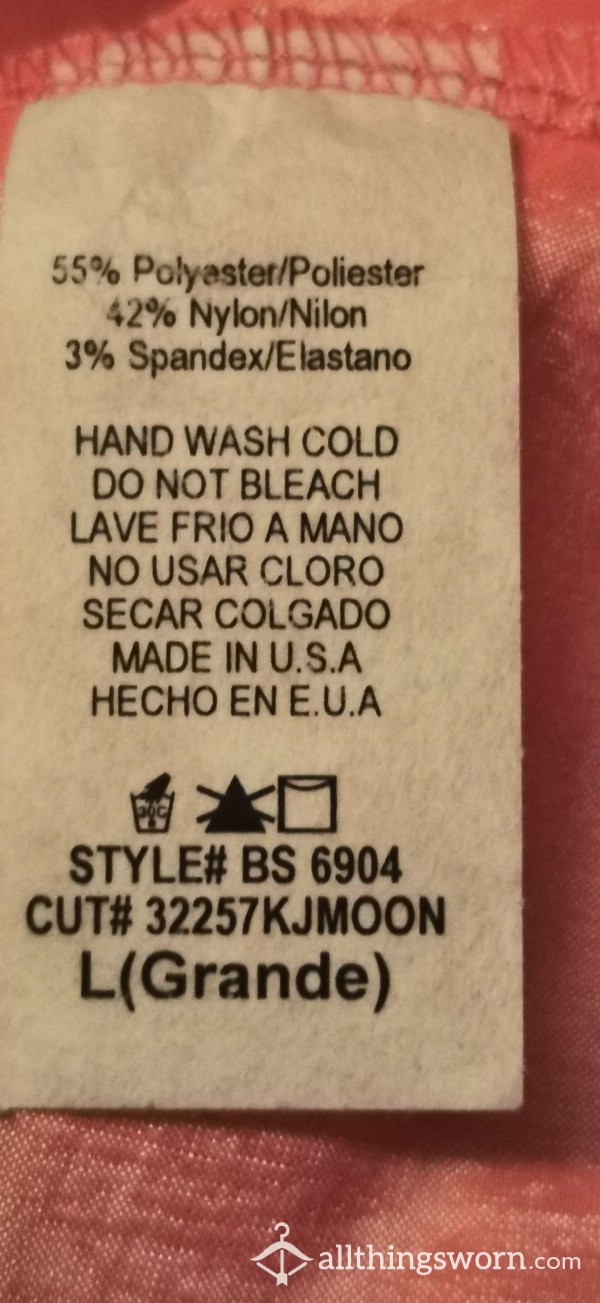 55% Polyester/Poliester
42% Nylon/Nilon
3% Spandex/Elastano
HAND WASH COLD
DO NOT BLEACH
LAVE FRIO A MANO
NO USAR CLORO
SECAR COLGADO
MADE IN U.S.A
HECHO EN E.U.A
30C
STYLE# BS 6904
CUT# 32257KJMOON
L(Grande)
allthingsworn.com